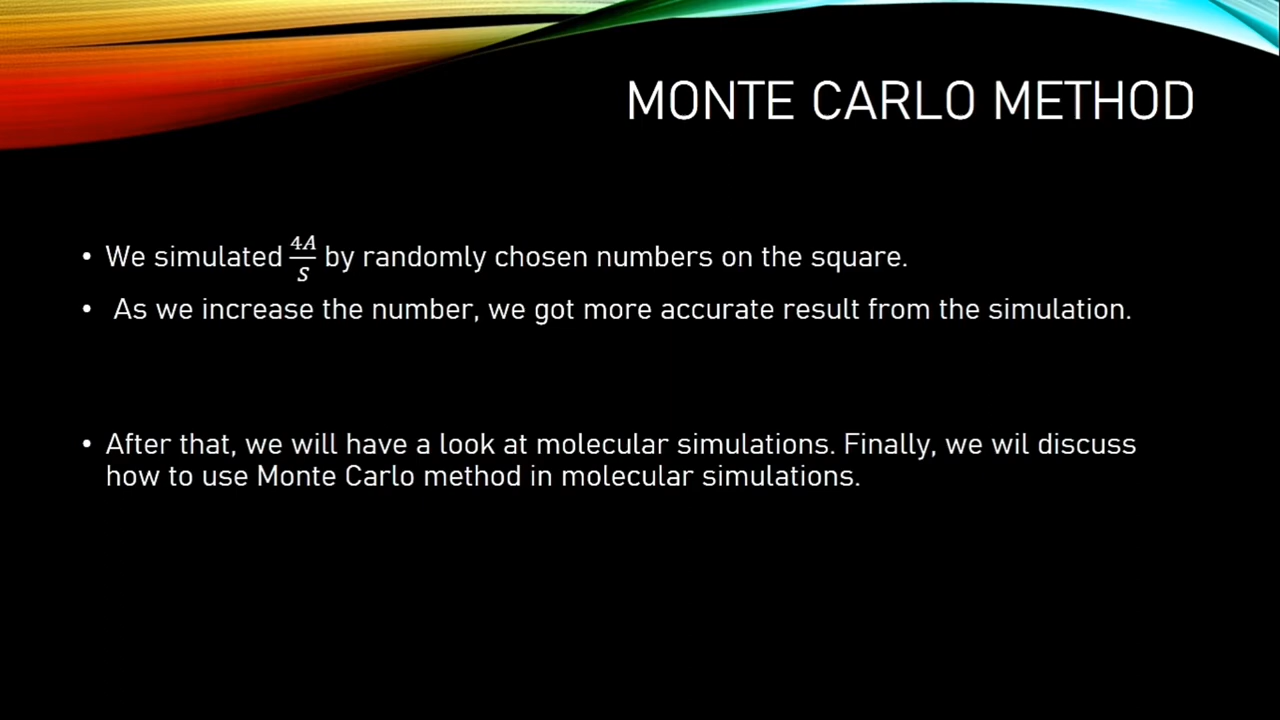 MONTE CARLO METHOD
• We simulated 4A/S by randomly chosen numbers on the square.
• As we increase the number, we got more accurate result from the simulation.
• After that, we will have a look at molecular simulations. Finally, we wil discuss
how to use Monte Carlo method in molecular simulations.